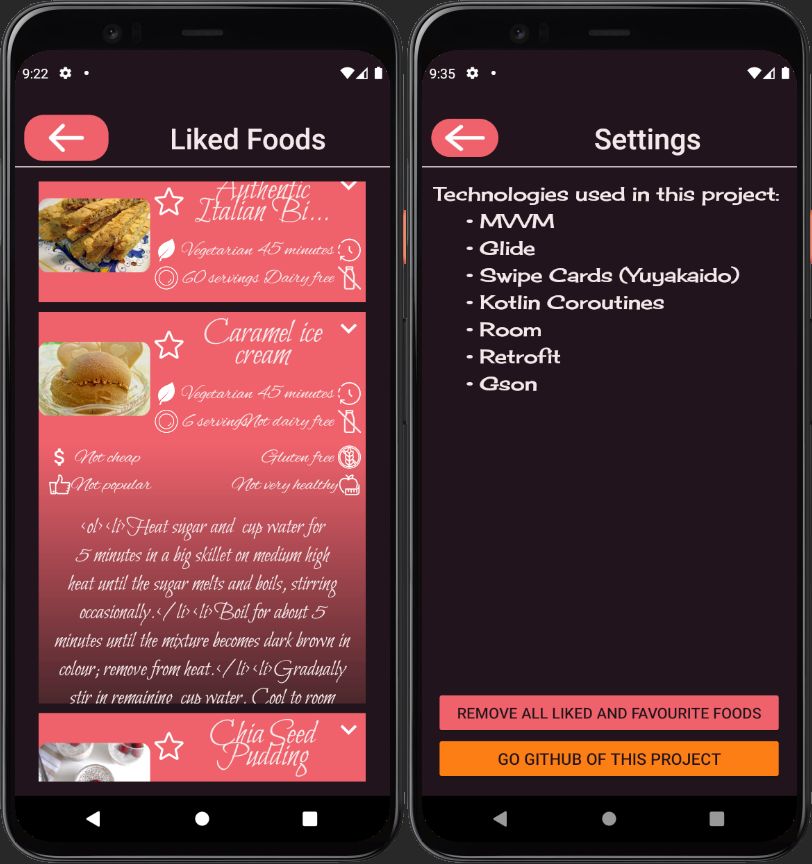 9:22
Liked Foods
Authentic
Italian Bi...
Vegetarian 45 minutes
60 servings Dairy free
Caramel ice
cream
Vegetarian 45 minutes
6 servings Not dairy free
$ Not cheap
Gluten free
Not popular
Not very healthy
<ol><li>Heat sugar and cup water for
5 minutes in a big skillet on medium high
heat until the sugar melts and boils, stirring
occasionally.</li><li>Boil for about 5
minutes until the mixture becomes dark brown in
colour; remove from heat.</li><li>Gradually
stir in remaining cup water. Cool to room
Chia Seed
Pudding
9:35
Settings
Technologies used in this project:
• MVVM
• Glide
• Swipe Cards (Yuyakaido)
• Kotlin Coroutines
• Room
• Retrofit
• Gson
REMOVE ALL LIKED AND FAVOURITE FOODS
GO GITHUB OF THIS PROJECT